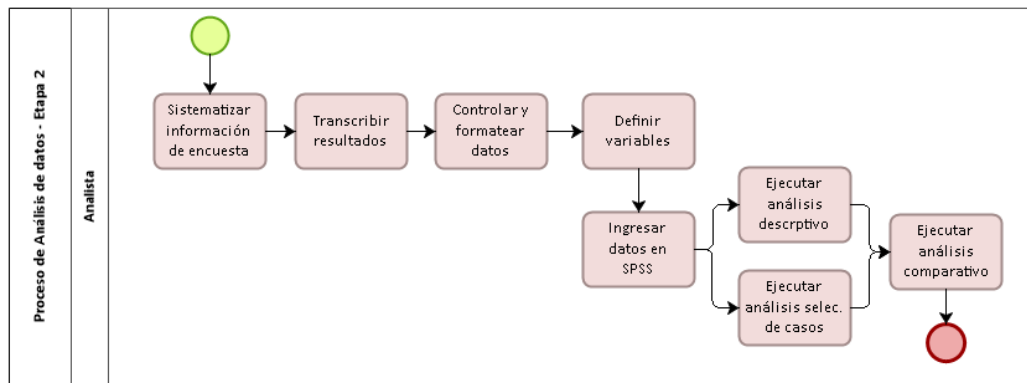 Proceso de Análisis de datos - Etapa 2
Analista
Sistematizar
información
de encuesta
Transcribir
resultados
Controlar y
formatear
datos
Definir
variables
Ingresar
datos en
SPSS
Ejecutar
análisis
descrptivo
Ejecutar
análisis selec.
de casos
Ejecutar
análisis
comparativo